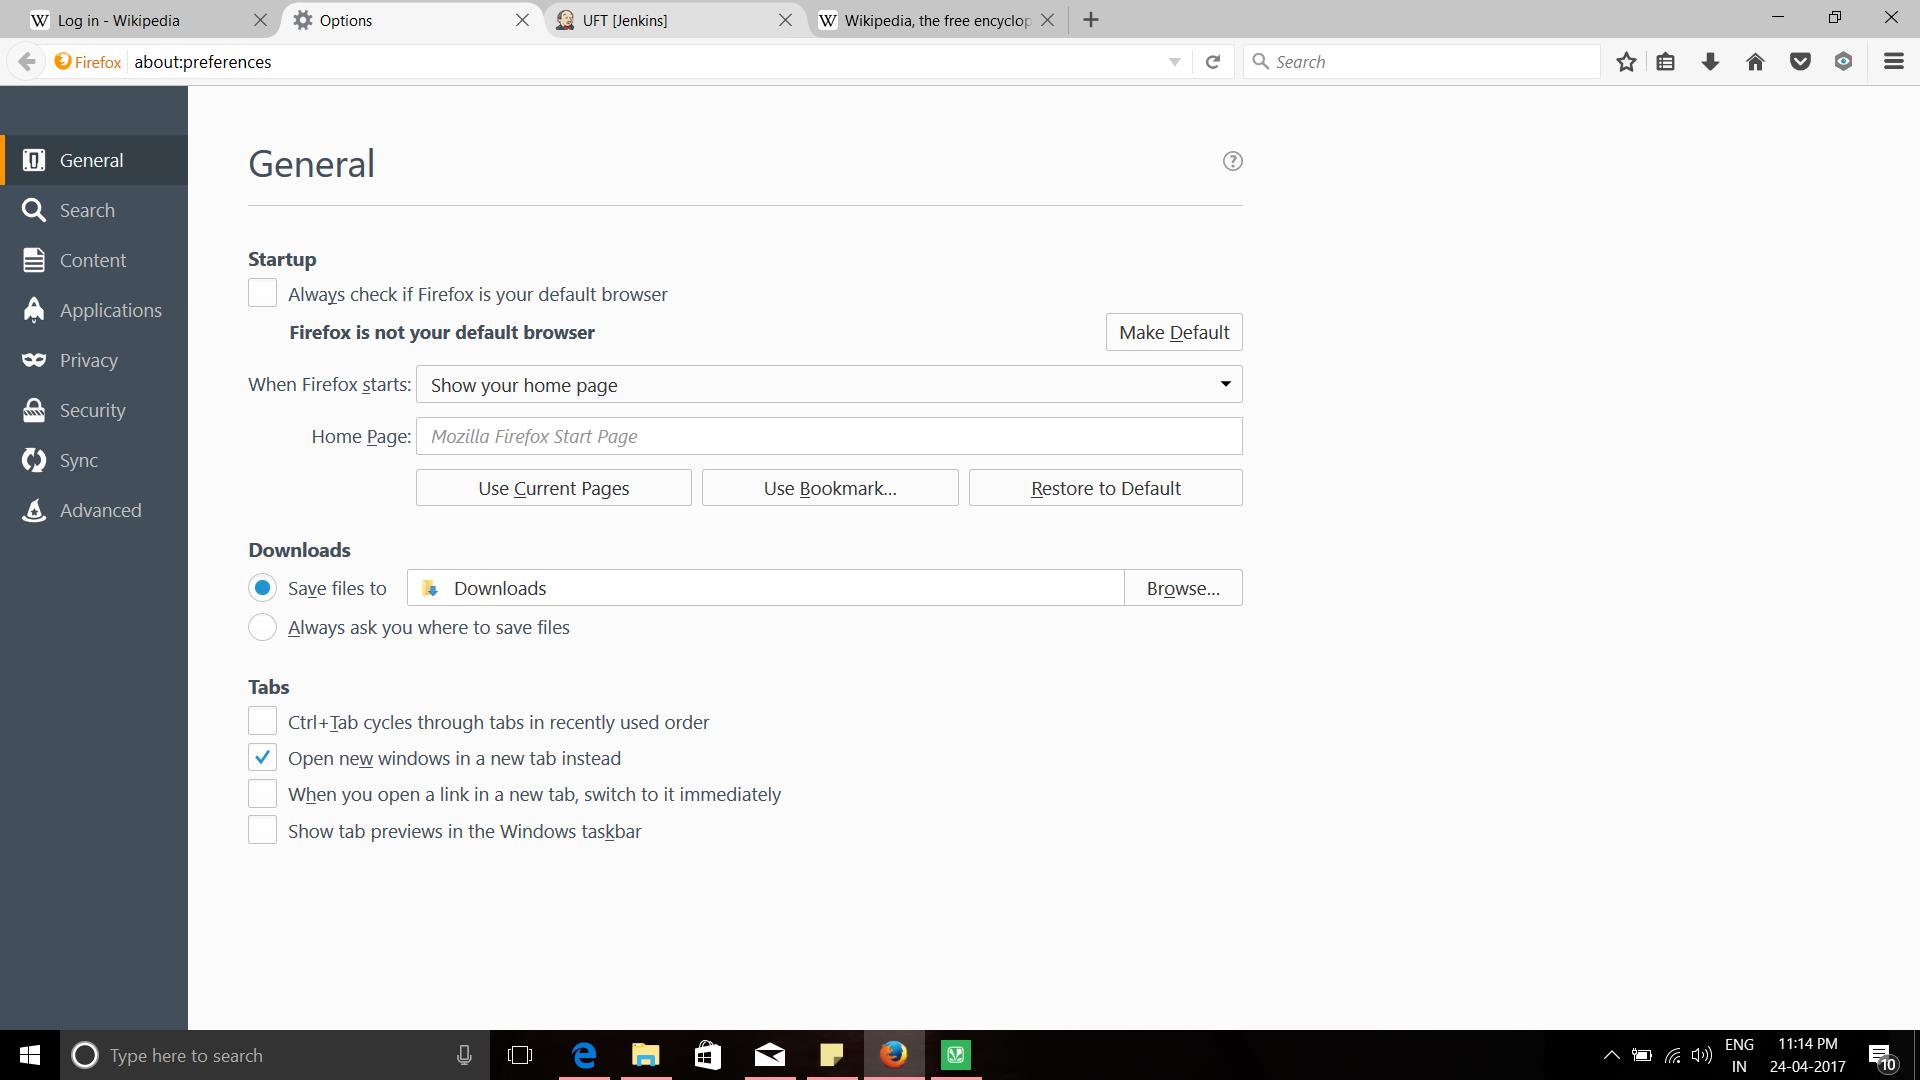 Log in - Wikipedia
Options
UFT [Jenkins]
Wikipedia, the free encyclop
Firefox
about:preferences
Search
General
Search
Content
Applications
Privacy
Security
Sync
Advanced
General
Startup
Always check if Firefox is your default browser
Firefox is not your default browser
Make Default
When Firefox starts:
Show your home page
Home Page:
Mozilla Firefox Start Page
Use Current Pages
Use Bookmark...
Restore to Default
Downloads
Save files to
Downloads
Browse...
Always ask you where to save files
Tabs
Ctrl+Tab cycles through tabs in recently used order
Open new windows in a new tab instead
When you open a link in a new tab, switch to it immediately
Show tab previews in the Windows taskbar
Type here to search
ENG
IN
11:14 PM
24-04-2017
10